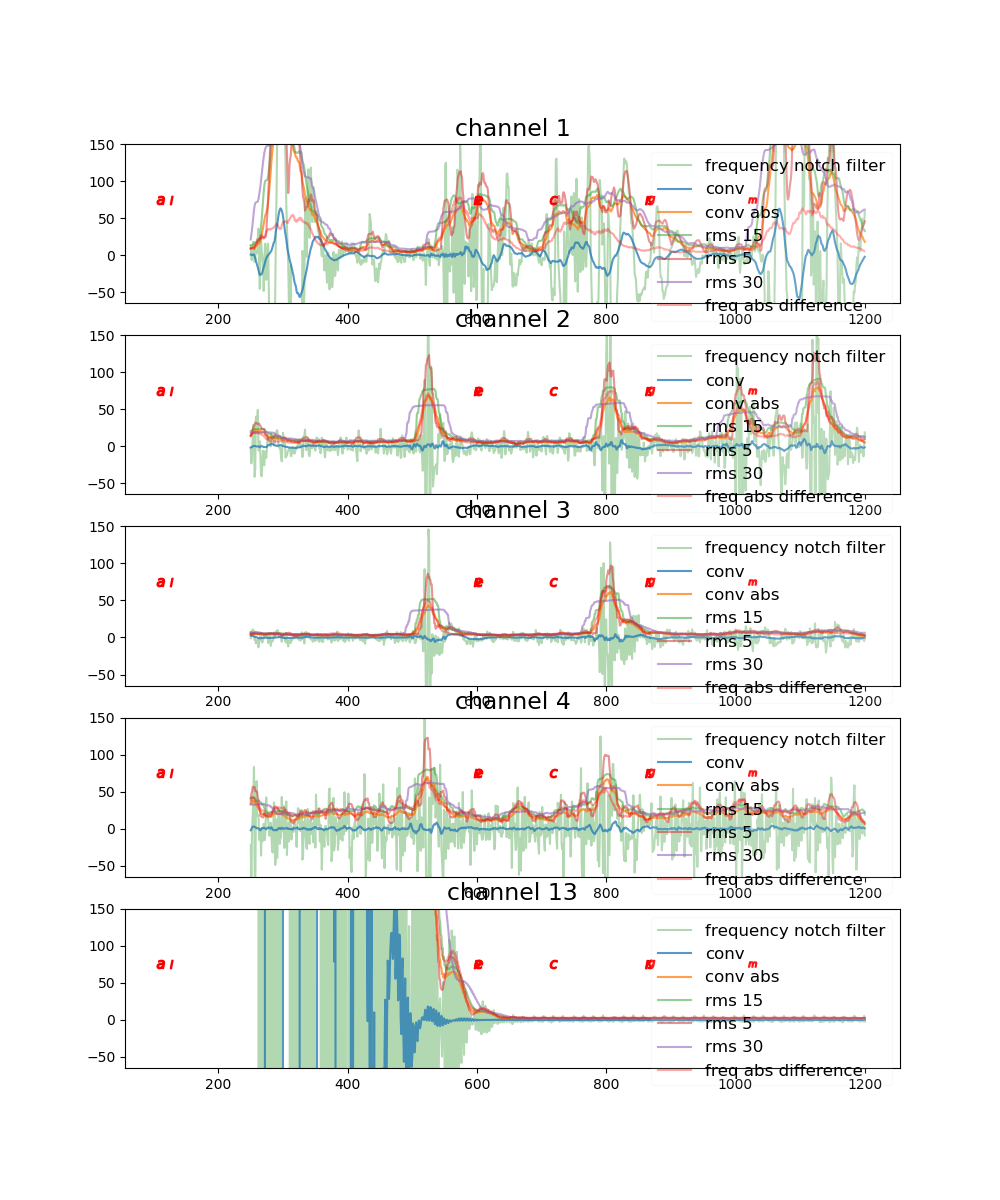 channel 1
150
100
50
0
−50
a ı
e
c
g
m
frequency notch filter
conv
conv abs
rms 15
rms 5
rms 30
freq abs difference
200 400 600 800 1000 1200
channel 2
150
100
50
0
−50
a ı
e
c
g
m
frequency notch filter
conv
conv abs
rms 15
rms 5
rms 30
freq abs difference
200 400 600 800 1000 1200
channel 3
150
100
50
0
−50
a ı
e
c
g
m
frequency notch filter
conv
conv abs
rms 15
rms 5
rms 30
freq abs difference
200 400 600 800 1000 1200
channel 4
150
100
50
0
−50
a ı
e
c
g
m
frequency notch filter
conv
conv abs
rms 15
rms 5
rms 30
freq abs difference
200 400 600 800 1000 1200
channel 13
150
100
50
0
−50
a ı
e
c
g
m
frequency notch filter
conv
conv abs
rms 15
rms 5
rms 30
freq abs difference
200 400 600 800 1000 1200